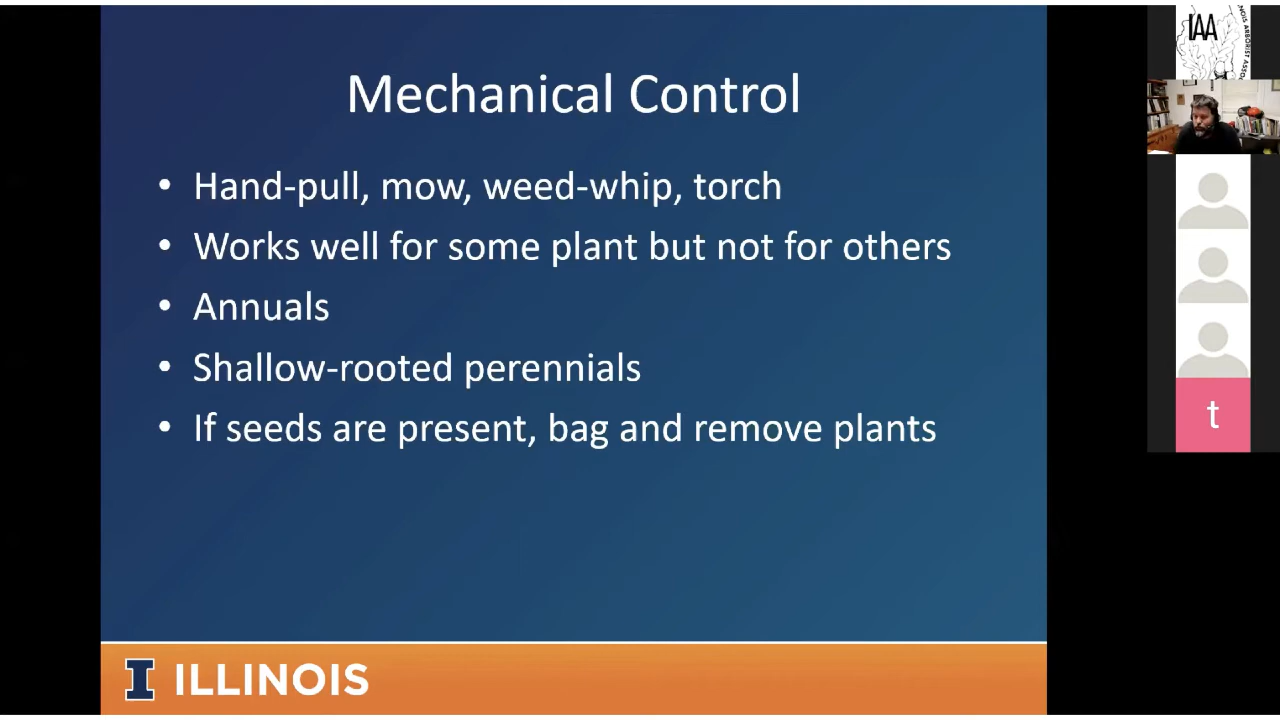 Mechanical Control
• Hand-pull, mow, weed-whip, torch
• Works well for some plant but not for others
• Annuals
• Shallow-rooted perennials
• If seeds are present, bag and remove plants
I ILLINOIS
IAA
t